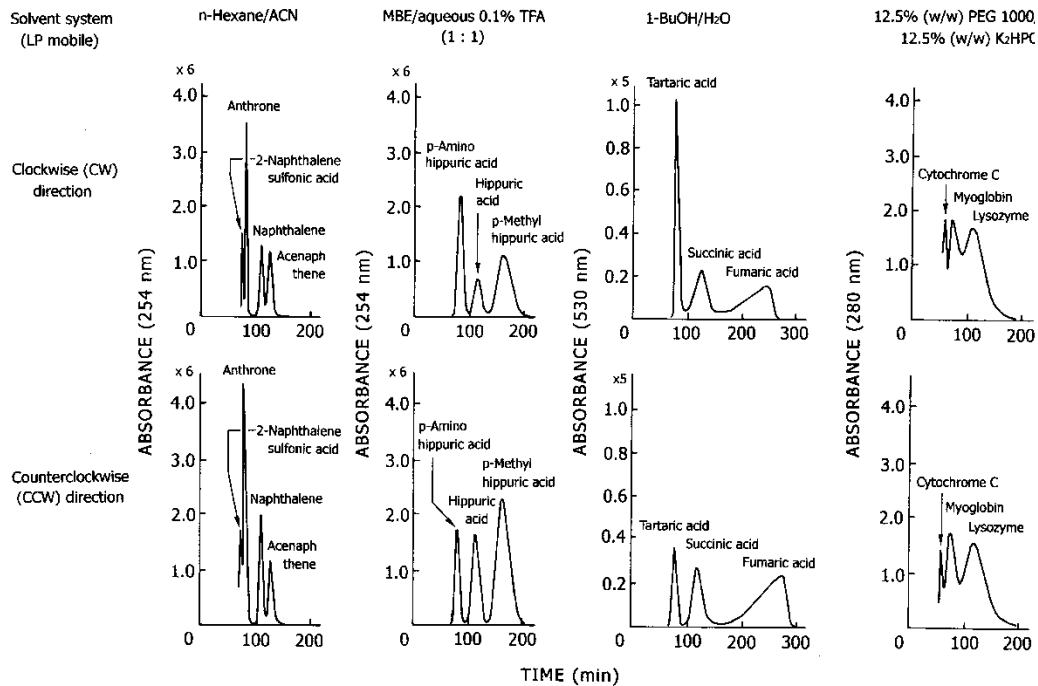 Solvent system
(LP mobile)
n-Hexane/ACN
MBE/aqueous 0.1% TFA
(1 : 1)
1-BuOH/H₂O
12.5% (w/w) PEG 1000,
12.5% (w/w) K₂HPO
Clockwise (CW)
direction
ABSORBANCE (254 nm)
x 6
4.0
3.0
2.0
1.0
0
100
200
Anthrone
2-Naphthalene
sulfonic acid
Naphthalene
Acenaph
thene
ABSORBANCE (254 nm)
x 6
4.0
3.0
2.0
1.0
0
100
200
p-Amino
hippuric acid
Hippuric
acid
p-Methyl
hippuric acid
ABSORBANCE (530 nm)
x 5
1.0
0.8
0.6
0.4
0.2
0
100
200
300
Tartaric acid
Succinic acid
Fumaric acid
ABSORBANCE (280 nm)
4.0
3.0
2.0
1.0
0
100
200
Cytochrome C
Myoglobin
Lysozyme
Counterclockwise
(CCW) direction
x 6
4.0
3.0
2.0
1.0
0
100
200
Anthrone
2-Naphthalene
sulfonic acid
Naphthalene
Acenaph
thene
x 6
4.0
3.0
2.0
1.0
0
100
200
p-Amino
hippuric acid
Hippuric
acid
p-Methyl
hippuric acid
x5
1.0
0.8
0.6
0.4
0.2
0
100
200
300
Tartaric acid
Succinic acid
Fumaric acid
4.0
3.0
2.0
1.0
0
100
200
Cytochrome C
Myoglobin
Lysozyme
TIME (min)